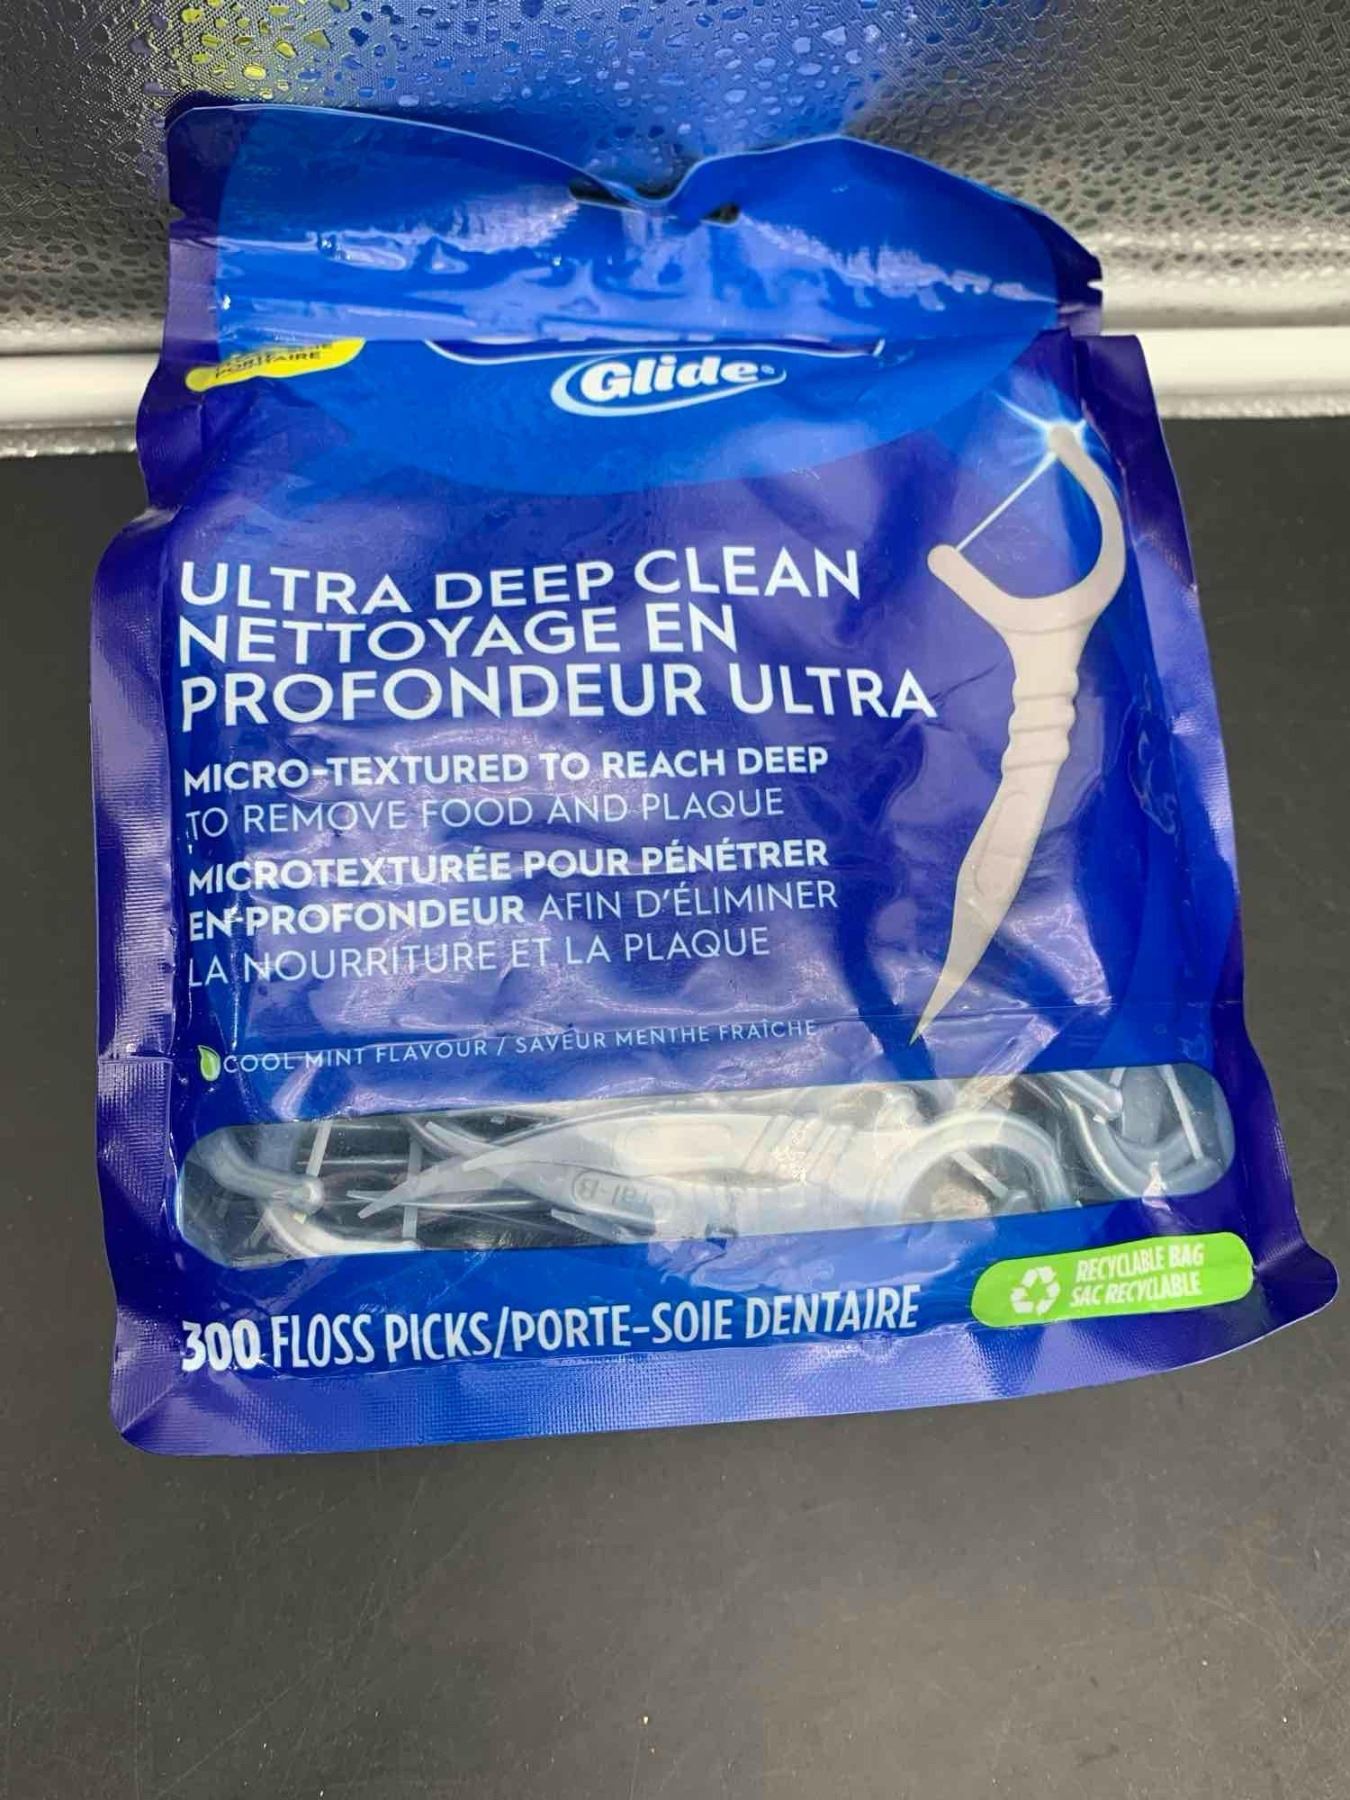 PORTAIRE
Glide
ULTRA DEEP CLEAN
NETTOYAGE EN
PROFONDEUR ULTRA
MICRO-TEXTURED TO REACH DEEP
TO REMOVE FOOD AND PLAQUE
MICROTEXTURÉE POUR PÉNÉTRER
EN PROFONDEUR AFIN D'ÉLIMINER
LA NOURRITURE ET LA PLAQUE
COOL MINT FLAVOUR / SAVEUR MENTHE FRAÎCHE
Oral-B
300 FLOSS PICKS/PORTE-SOIE DENTAIRE
RECYCLABLE BAG
SAC RECYCLABLE